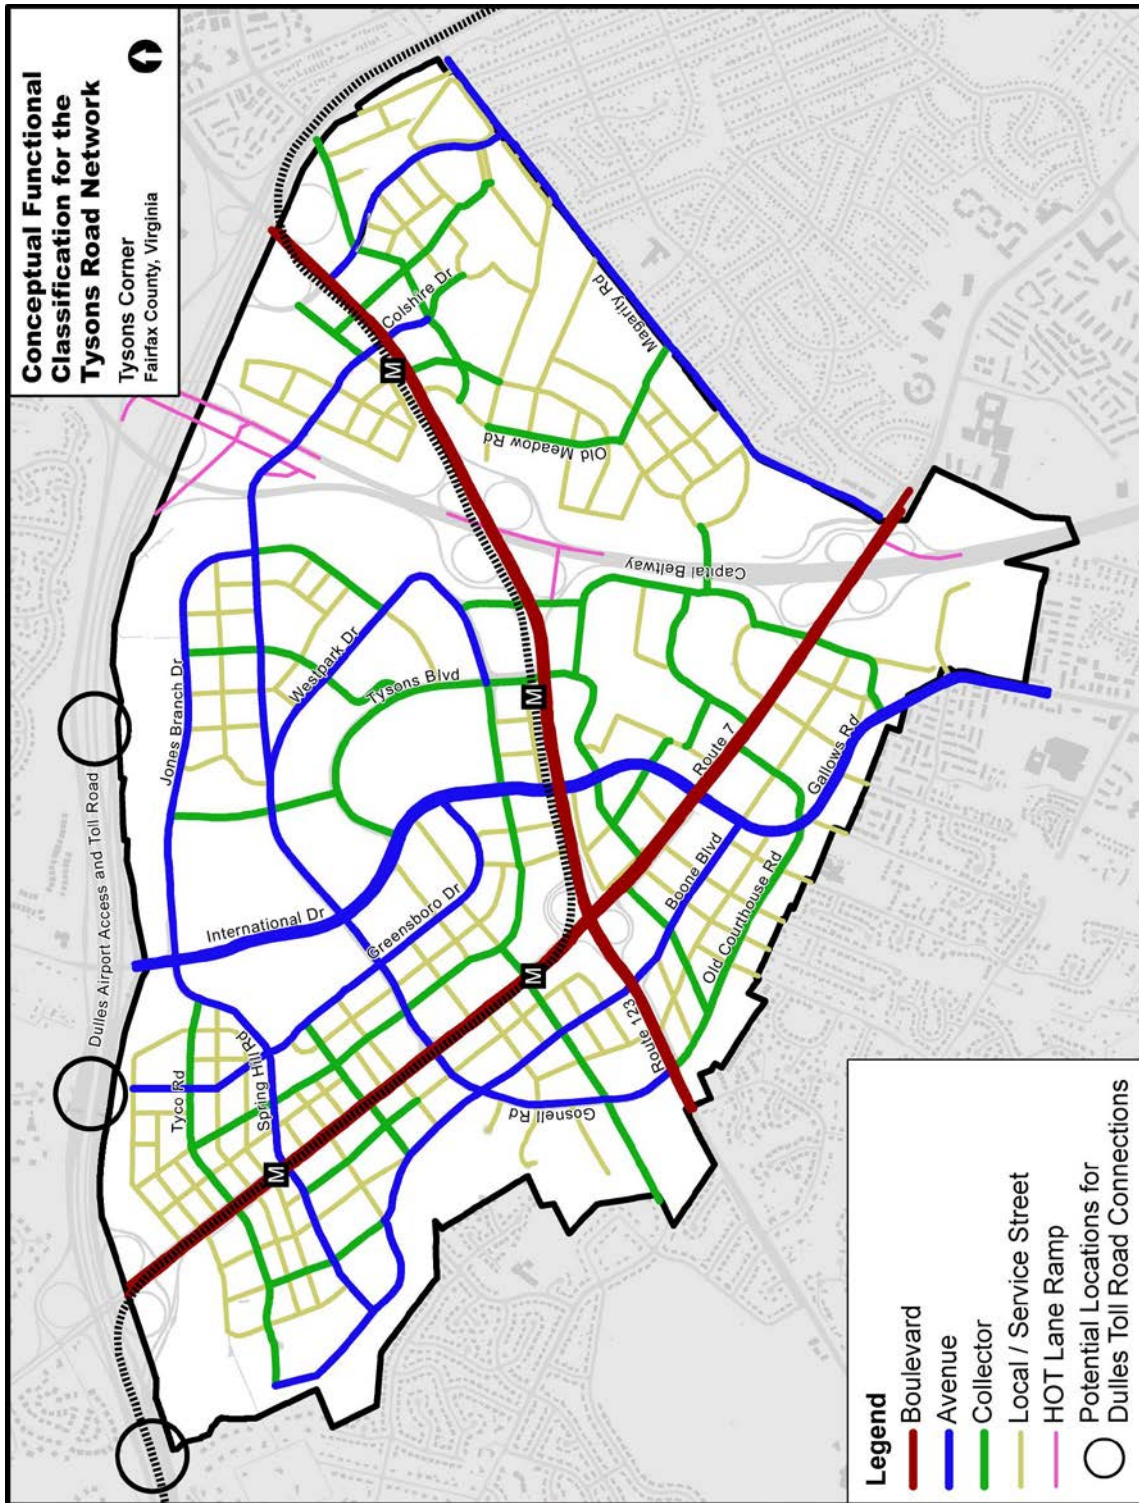 Conceptual Functional
Classification for the
Tysons Road Network
Tysons Corner
Fairfax County, Virginia
Dulles Airport Access and Toll Road
Jones Branch Dr
Westpark Dr
Tysons Blvd
International Dr
Greensboro Dr
Tyco Rd
Spring Hill Rd
Colshire Dr
Magarity Rd
Old Meadow Rd
Capital Beltway
Route 7
Gallows Rd
Boone Blvd
Old Courthouse Rd
Route 123
Gosnell Rd
M
M
M
M
Legend
Boulevard
Avenue
Collector
Local / Service Street
HOT Lane Ramp
Potential Locations for
Dulles Toll Road Connections